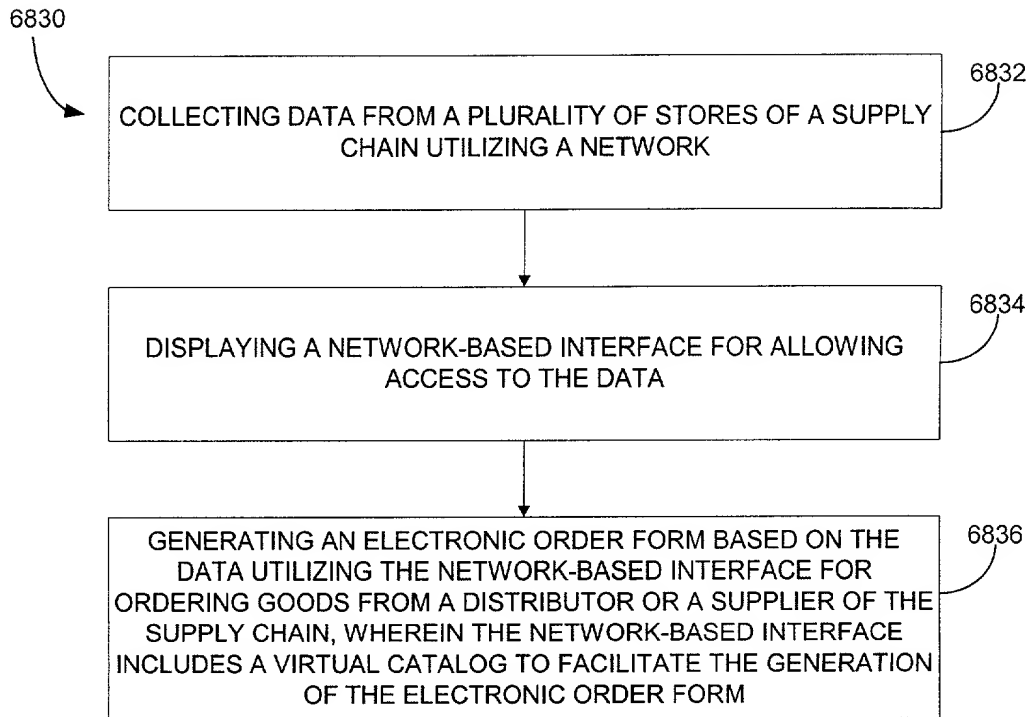 6830
6832
COLLECTING DATA FROM A PLURALITY OF STORES OF A SUPPLY
CHAIN UTILIZING A NETWORK
6834
DISPLAYING A NETWORK-BASED INTERFACE FOR ALLOWING
ACCESS TO THE DATA
6836
GENERATING AN ELECTRONIC ORDER FORM BASED ON THE
DATA UTILIZING THE NETWORK-BASED INTERFACE FOR
ORDERING GOODS FROM A DISTRIBUTOR OR A SUPPLIER OF THE
SUPPLY CHAIN, WHEREIN THE NETWORK-BASED INTERFACE
INCLUDES A VIRTUAL CATALOG TO FACILITATE THE GENERATION
OF THE ELECTRONIC ORDER FORM